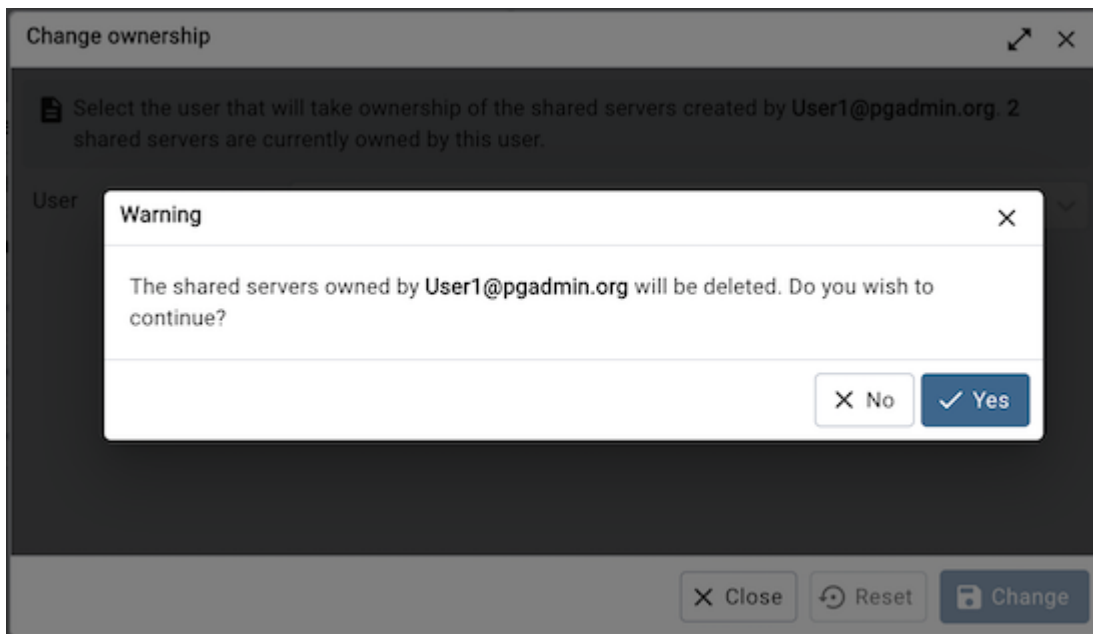 Change ownership
Select the user that will take ownership of the shared servers created by User1@pgadmin.org. 2
shared servers are currently owned by this user.
User
Warning
The shared servers owned by User1@pgadmin.org will be deleted. Do you wish to
continue?
No
Yes
Close
Reset
Change